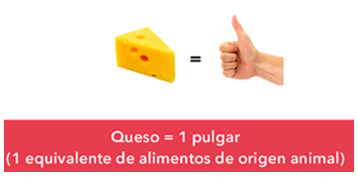 =
Queso = 1 pulgar
(1 equivalente de alimentos de origen animal)